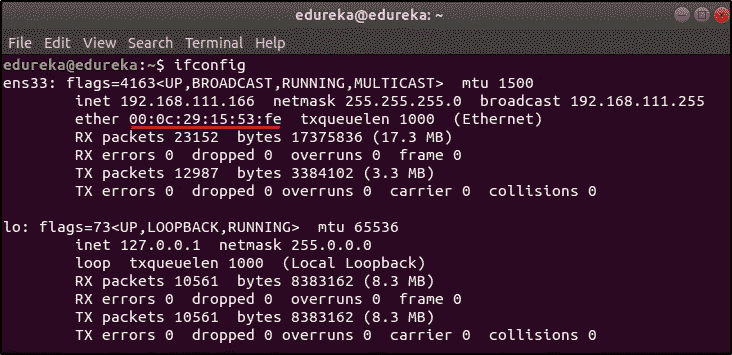 edureka@edureka: ~
File Edit View Search Terminal Help
edureka@edureka:~$ ifconfig
ens33: flags=4163<UP,BROADCAST,RUNNING,MULTICAST>  mtu 1500
        inet 192.168.111.166  netmask 255.255.255.0  broadcast 192.168.111.255
        ether 00:0c:29:15:53:fe  txqueuelen 1000  (Ethernet)
        RX packets 23152  bytes 17375836 (17.3 MB)
        RX errors 0  dropped 0  overruns 0  frame 0
        TX packets 12987  bytes 3384102 (3.3 MB)
        TX errors 0  dropped 0 overruns 0  carrier 0  collisions 0

lo: flags=73<UP,LOOPBACK,RUNNING>  mtu 65536
        inet 127.0.0.1  netmask 255.0.0.0
        loop  txqueuelen 1000  (Local Loopback)
        RX packets 10561  bytes 8383162 (8.3 MB)
        RX errors 0  dropped 0  overruns 0  frame 0
        TX packets 10561  bytes 8383162 (8.3 MB)
        TX errors 0  dropped 0 overruns 0  carrier 0  collisions 0